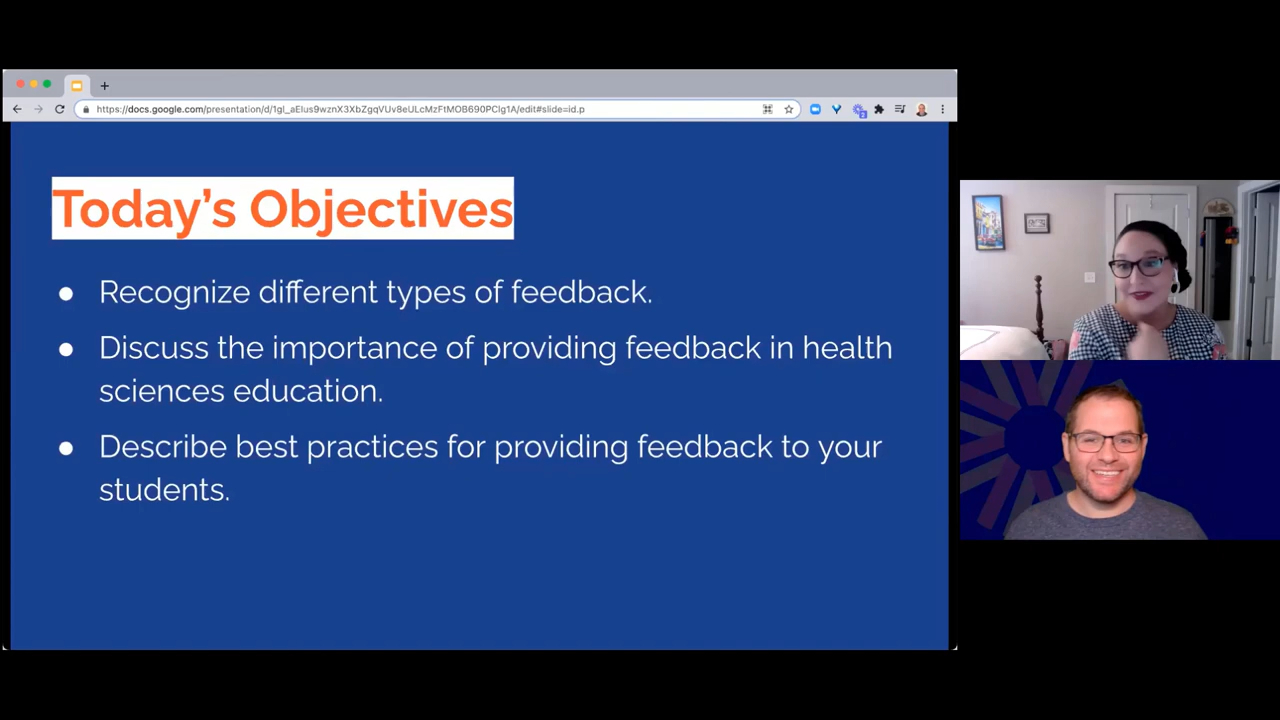 https://docs.google.com/presentation/d/1gI_aEIus9wznX3XbZgqVUv8eULcMzFtMOB690PCIg1A/edit#slide=id.p
Today's Objectives
● Recognize different types of feedback.
● Discuss the importance of providing feedback in health
sciences education.
● Describe best practices for providing feedback to your
students.